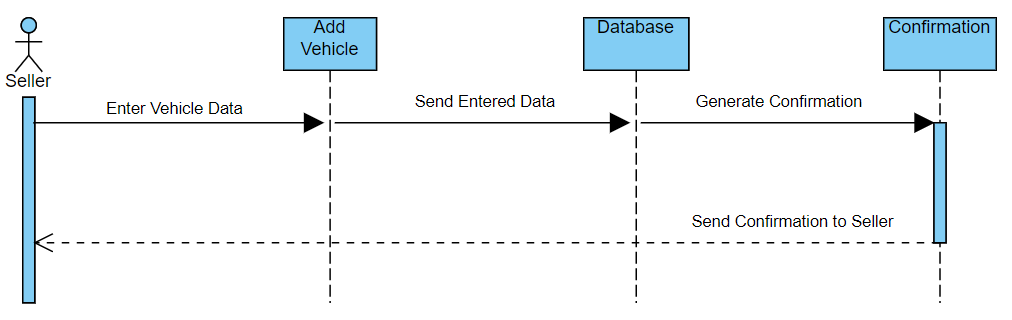 Add
Vehicle
Database
Confirmation
Seller
Enter Vehicle Data
Send Entered Data
Generate Confirmation
Send Confirmation to Seller